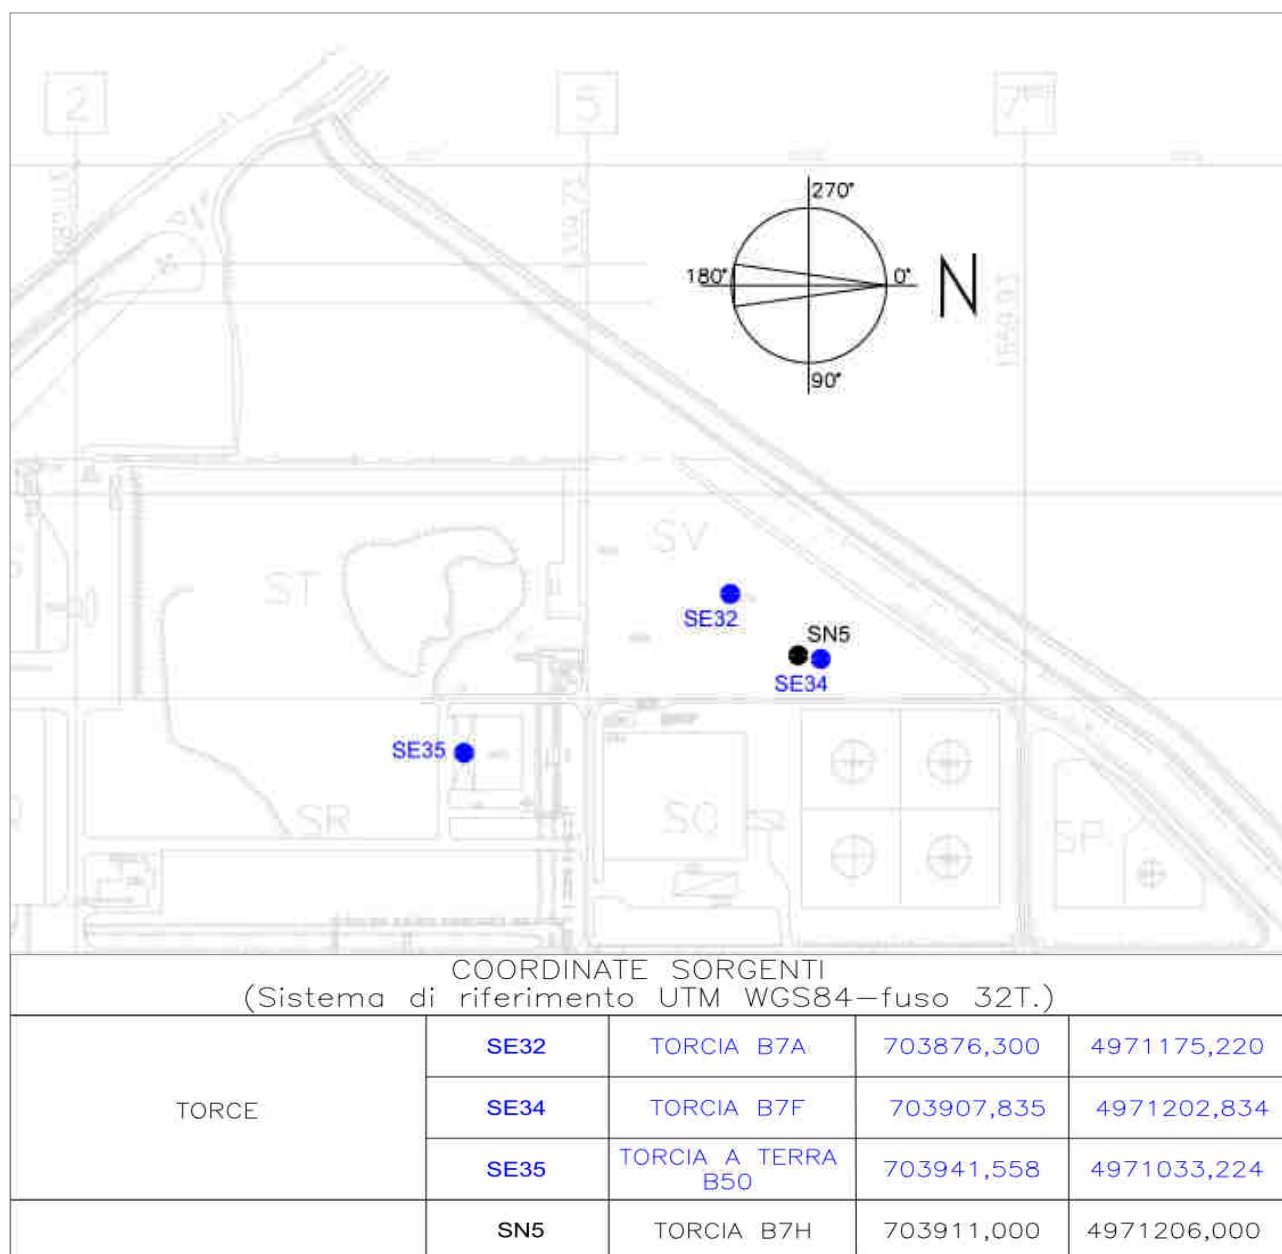 2
5
7
270°
180°
0°
N
90°
SV
ST
SE32
SN5
SE34
SE35
SR
SQ
SP
COORDINATE SORGENTI
(Sistema di riferimento UTM WGS84-fuso 32T.)
TORCE
SE32 TORCIA B7A 703876,300 4971175,220
SE34 TORCIA B7F 703907,835 4971202,834
SE35 TORCIA A TERRA B50 703941,558 4971033,224
SN5 TORCIA B7H 703911,000 4971206,000